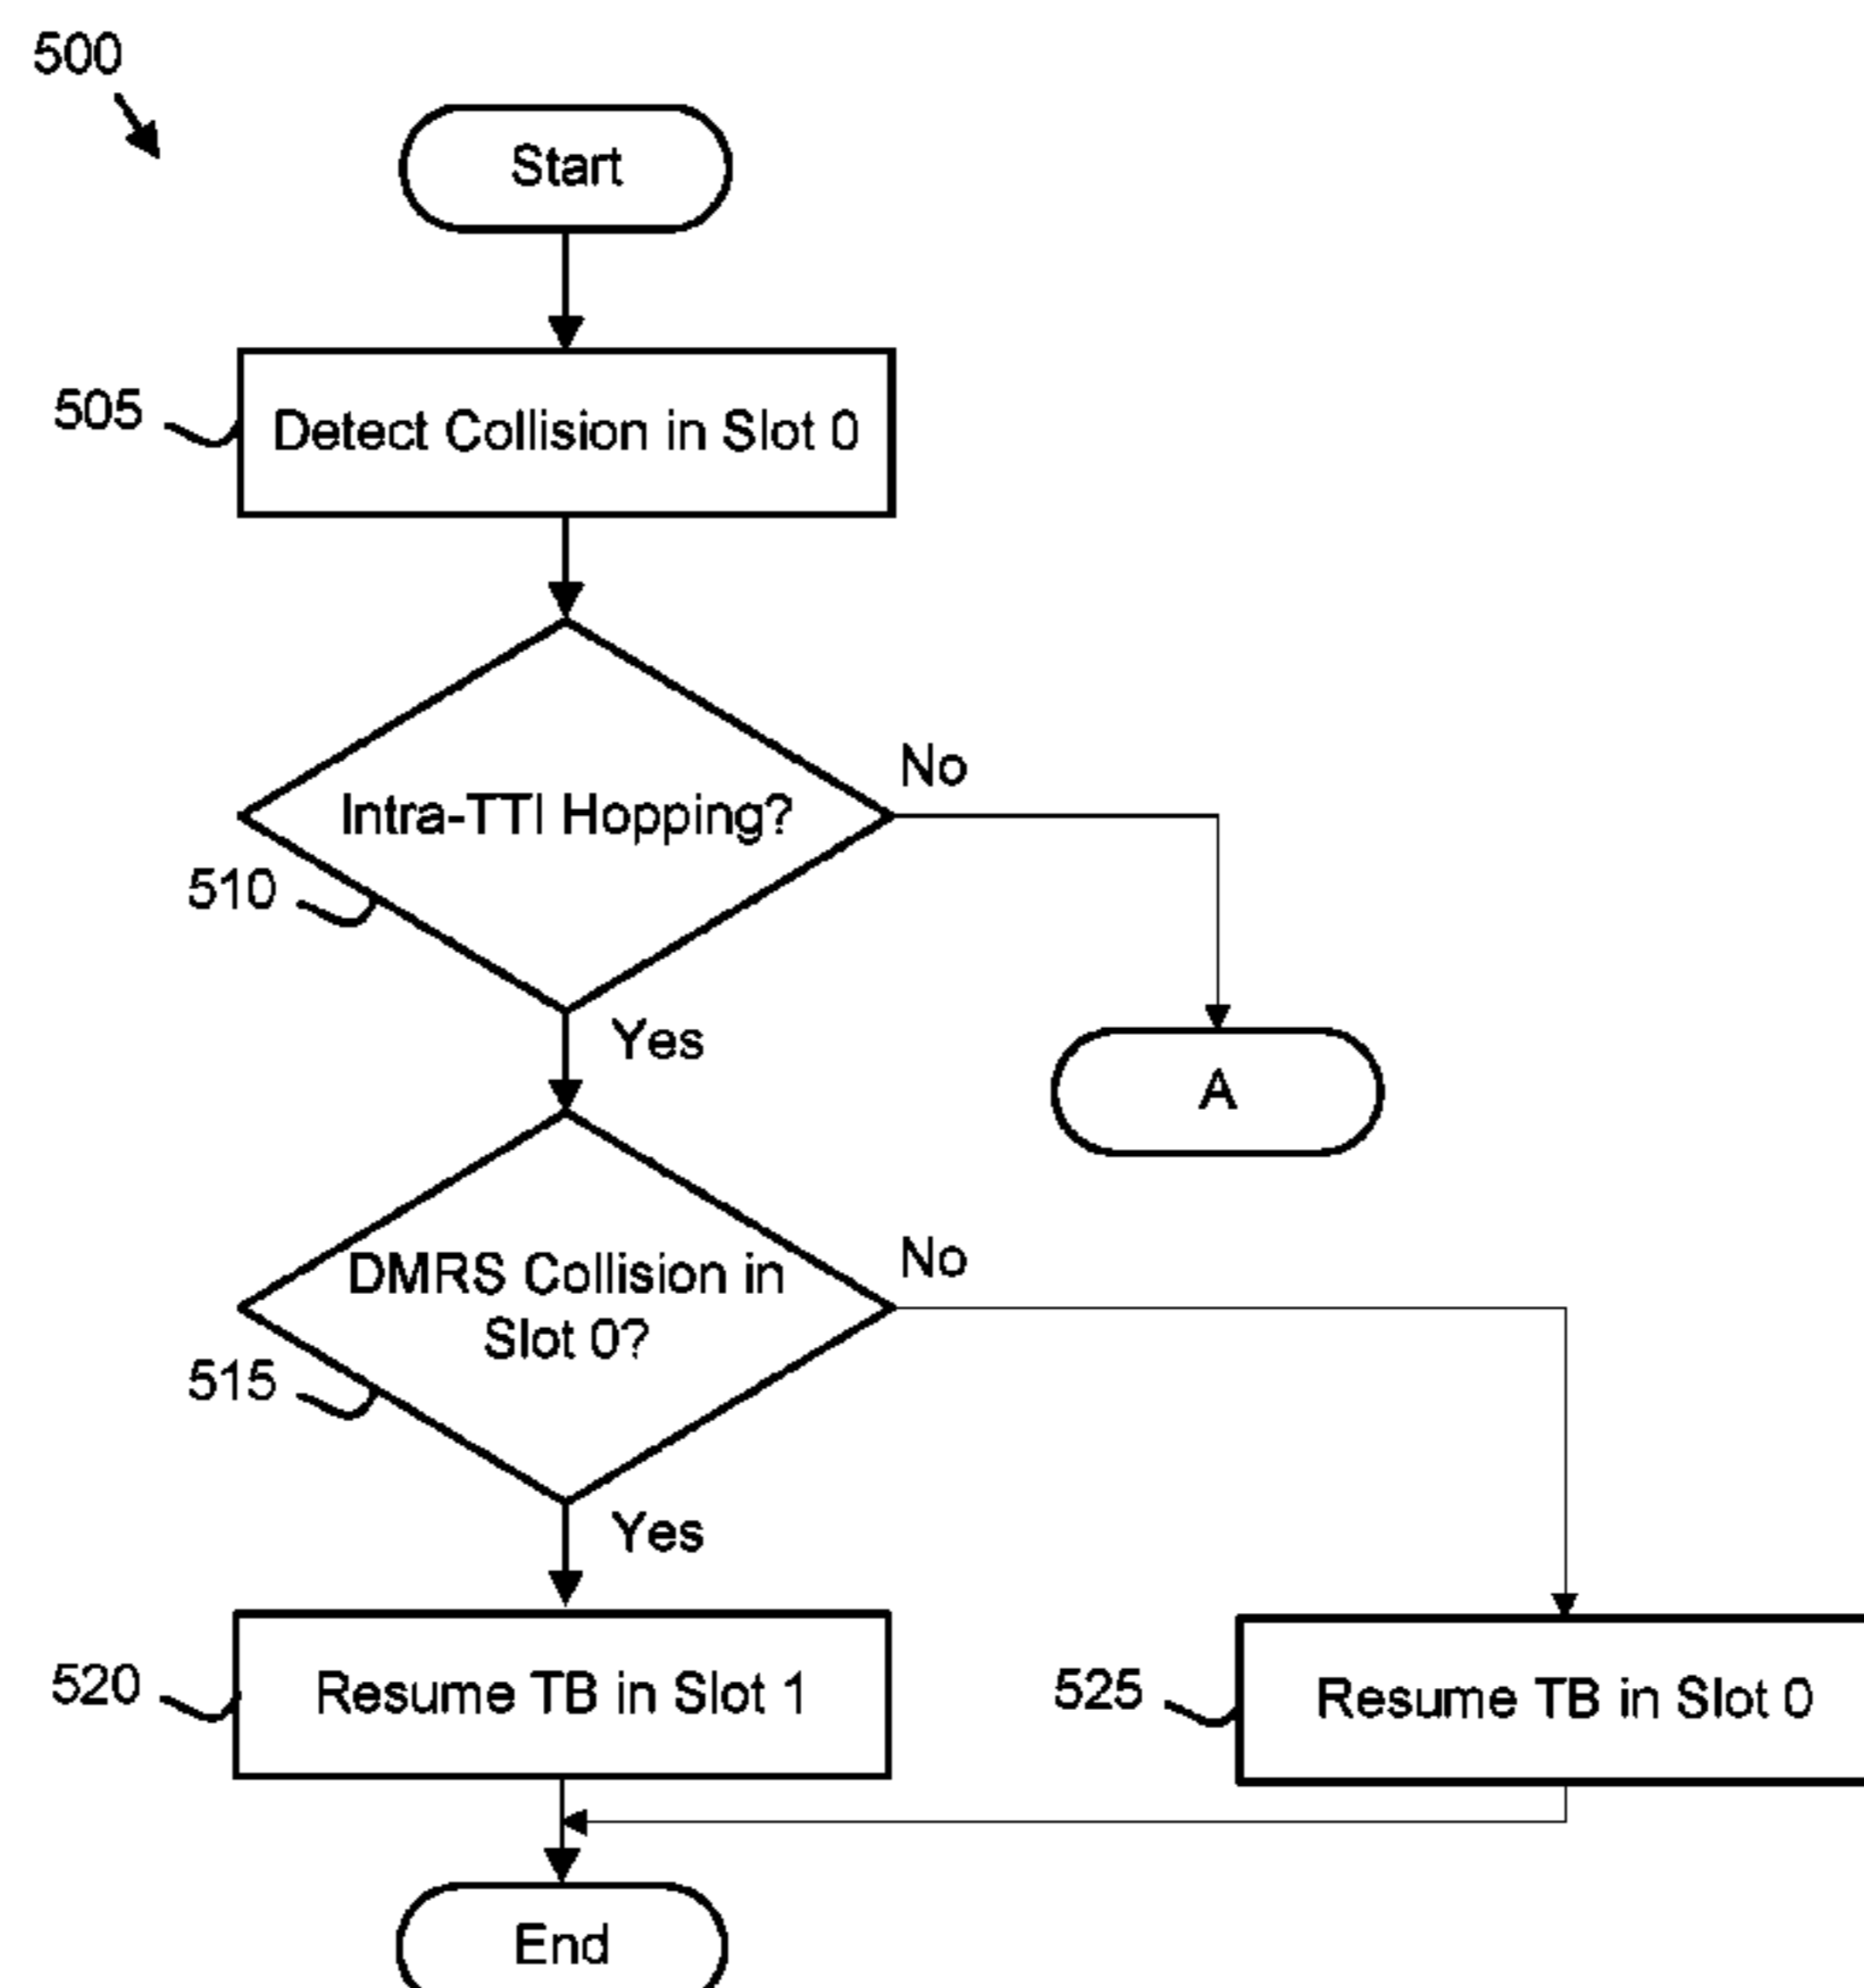 500
Start
505
Detect Collision in Slot 0
Intra-TTI Hopping?
No
510
Yes
A
DMRS Collision in
Slot 0?
No
515
Yes
520
Resume TB in Slot 1
525
Resume TB in Slot 0
End